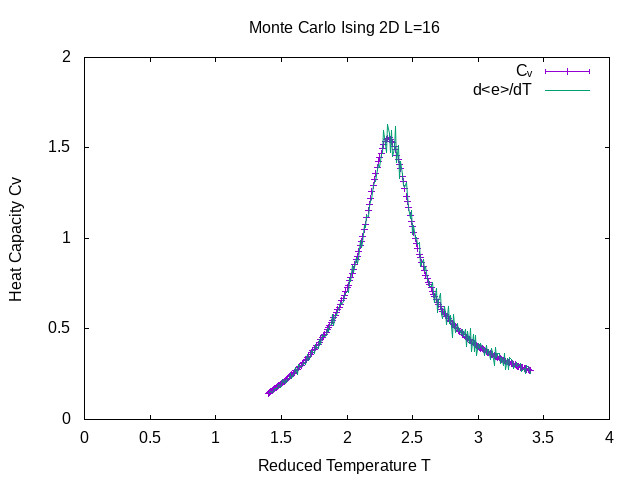 Monte Carlo Ising 2D L=16
2
1.5
1
0.5
0
Heat Capacity Cv
Cᵥ
d<e>/dT
0 0.5 1 1.5 2 2.5 3 3.5 4
Reduced Temperature T